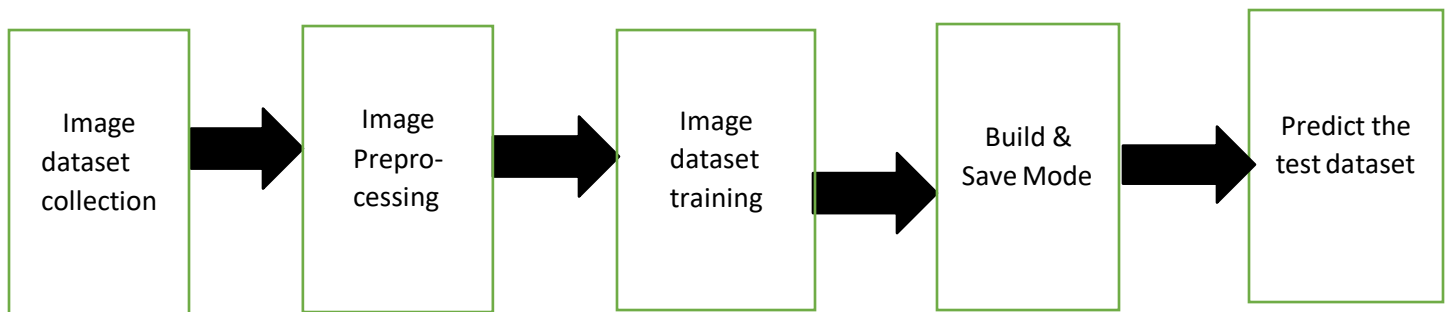 Image
dataset
collection
Image
Prepro-
cessing
Image
dataset
training
Build &
Save Mode
Predict the
test dataset